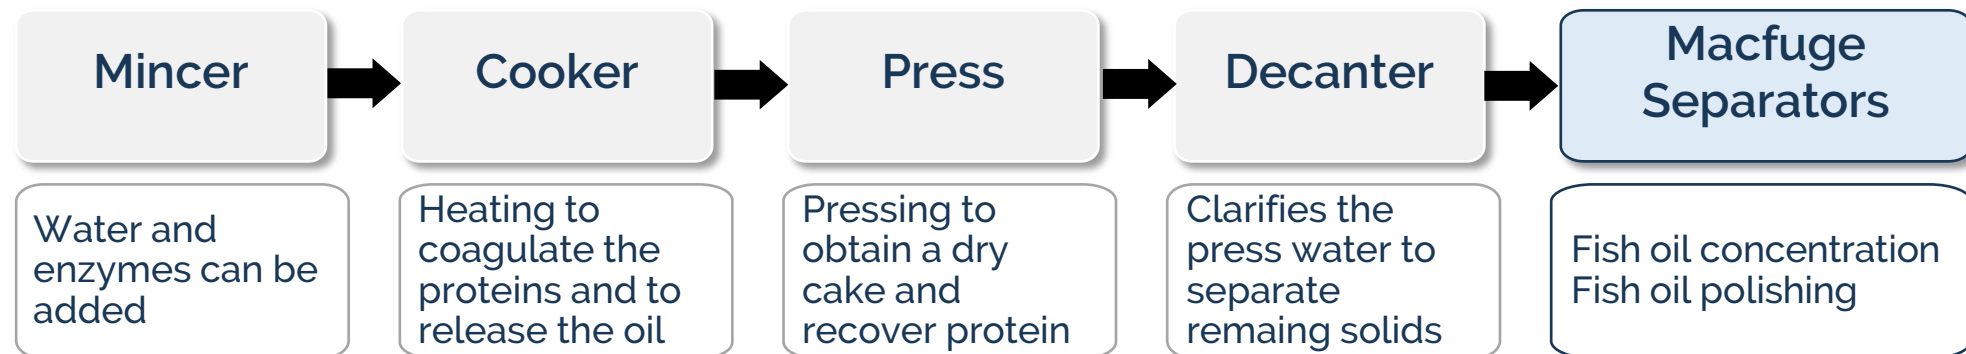 Mincer
Cooker
Press
Decanter
Macfuge
Separators
Water and
enzymes can be
added
Heating to
coagulate the
proteins and to
release the oil
Pressing to
obtain a dry
cake and
recover protein
Clarifies the
press water to
separate
remaing solids
Fish oil concentration
Fish oil polishing